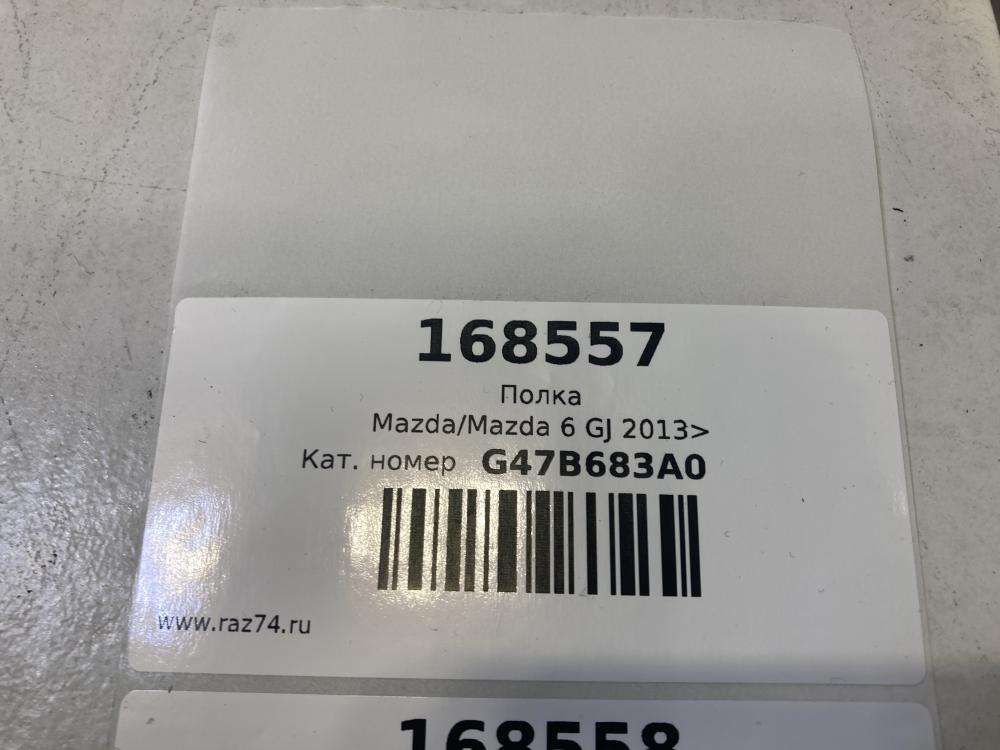 168557
Полка
Mazda/Mazda 6 GJ 2013>
Кат. номер G47B683A0
www.raz74.ru
168558